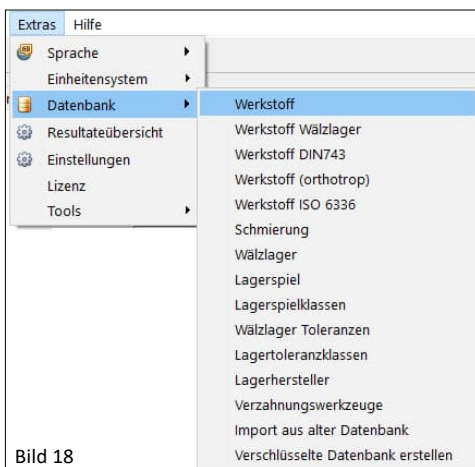 Extras Hilfe
Sprache
Einheitensystem
Datenbank
Resultateübersicht
Einstellungen
Lizenz
Tools
Werkstoff
Werkstoff Wälzlager
Werkstoff DIN743
Werkstoff (orthotrop)
Werkstoff ISO 6336
Schmierung
Wälzlager
Lagerspiel
Lagerspielklassen
Wälzlager Toleranzen
Lagertoleranzklassen
Lagerhersteller
Verzahnungswerkzeuge
Import aus alter Datenbank
Verschlüsselte Datenbank erstellen
Bild 18